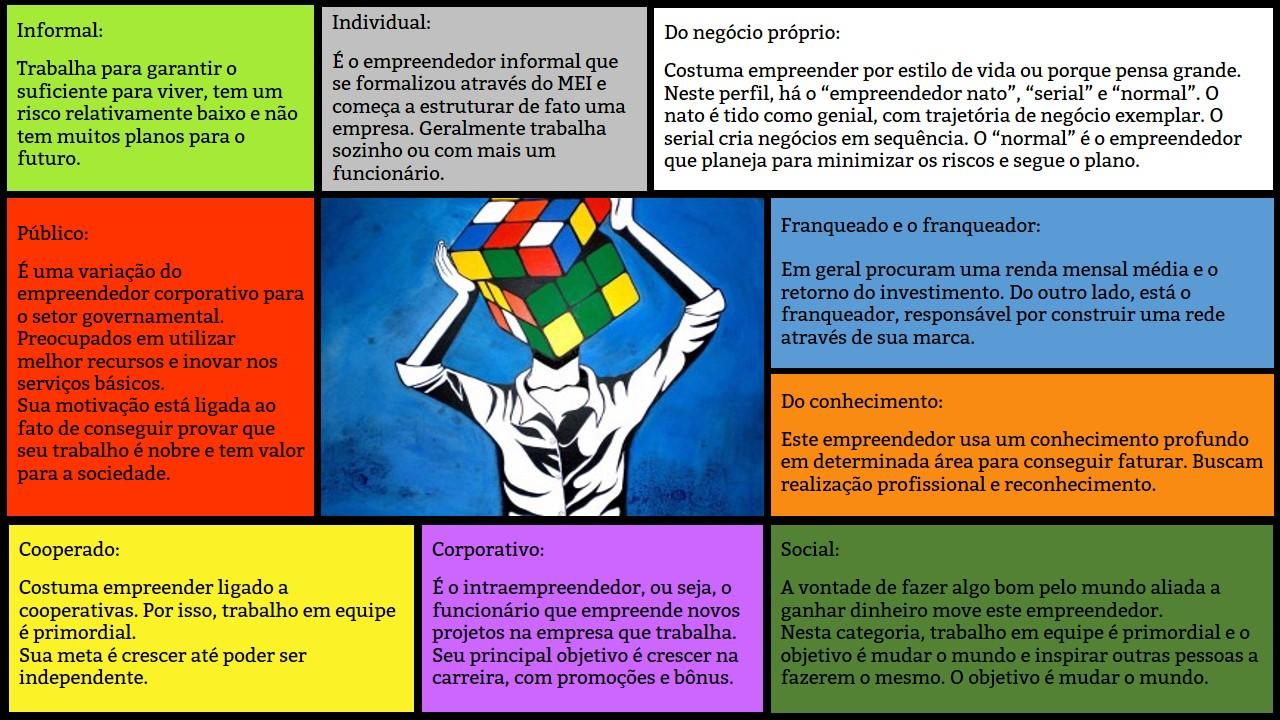 Informal:
Trabalha para garantir o
suficiente para viver, tem um
risco relativamente baixo e não
tem muitos planos para o
futuro.
Individual:
É o empreendedor informal que
se formalizou através do MEI e
começa a estruturar de fato uma
empresa. Geralmente trabalha
sozinho ou com mais um
funcionário.
Do negócio próprio:
Costuma empreender por estilo de vida ou porque pensa grande.
Neste perfil, há o “empreendedor nato”, “serial” e “normal”. O
nato é tido como genial, com trajetória de negócio exemplar. O
serial cria negócios em sequência. O “normal” é o empreendedor
que planeja para minimizar os riscos e segue o plano.
Público:
É uma variação do
empreendedor corporativo para
o setor governamental.
Preocupados em utilizar
melhor recursos e inovar nos
serviços básicos.
Sua motivação está ligada ao
fato de conseguir provar que
seu trabalho é nobre e tem valor
para a sociedade.
Franqueado e o franqueador:
Em geral procuram uma renda mensal média e o
retorno do investimento. Do outro lado, está o
franqueador, responsável por construir uma rede
através de sua marca.
Do conhecimento:
Este empreendedor usa um conhecimento profundo
em determinada área para conseguir faturar. Buscam
realização profissional e reconhecimento.
Cooperado:
Costuma empreender ligado a
cooperativas. Por isso, trabalho em equipe
é primordial.
Sua meta é crescer até poder ser
independente.
Corporativo:
É o intraempreendedor, ou seja, o
funcionário que empreende novos
projetos na empresa que trabalha.
Seu principal objetivo é crescer na
carreira, com promoções e bônus.
Social:
A vontade de fazer algo bom pelo mundo aliada a
ganhar dinheiro move este empreendedor.
Nesta categoria, trabalho em equipe é primordial e o
objetivo é mudar o mundo e inspirar outras pessoas a
fazerem o mesmo. O objetivo é mudar o mundo.